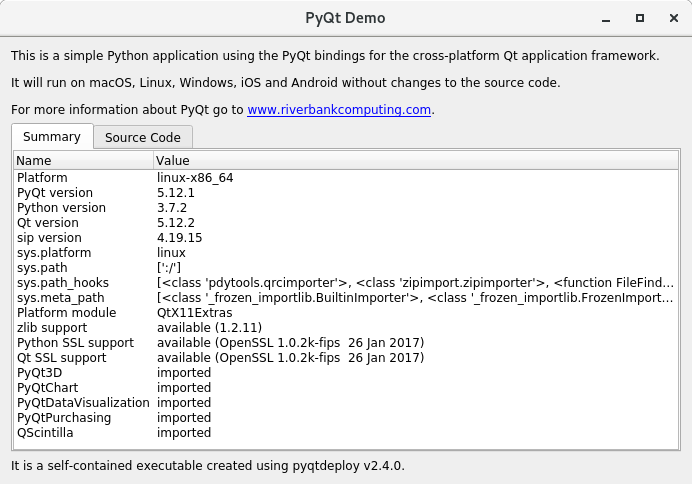 PyQt Demo
This is a simple Python application using the PyQt bindings for the cross-platform Qt application framework.
It will run on macOS, Linux, Windows, iOS and Android without changes to the source code.
For more information about PyQt go to www.riverbankcomputing.com.
Summary Source Code
Name Value
Platform linux-x86_64
PyQt version 5.12.1
Python version 3.7.2
Qt version 5.12.2
sip version 4.19.15
sys.platform linux
sys.path [':/']
sys.path_hooks [<class 'pdytools.qrcimporter'>, <class 'zipimport.zipimporter'>, <function FileFind...
sys.meta_path [<class '_frozen_importlib.BuiltinImporter'>, <class '_frozen_importlib.FrozenImport...
Platform module QtX11Extras
zlib support available (1.2.11)
Python SSL support available (OpenSSL 1.0.2k-fips  26 Jan 2017)
Qt SSL support available (OpenSSL 1.0.2k-fips  26 Jan 2017)
PyQt3D imported
PyQtChart imported
PyQtDataVisualization imported
PyQtPurchasing imported
QScintilla imported
It is a self-contained executable created using pyqtdeploy v2.4.0.